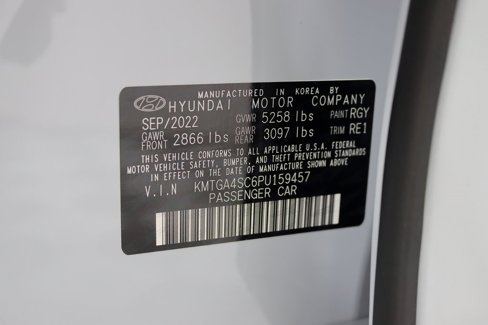 MANUFACTURED IN KOREA BY
HYUNDAI MOTOR COMPANY
SEP/2022 GVWR 5258 lbs PAINT RGY
GAWR FRONT 2866 lbs GAWR REAR 3097 lbs TRIM RE1
THIS VEHICLE CONFORMS TO ALL APPLICABLE U.S.A. FEDERAL
MOTOR VEHICLE SAFETY, BUMPER, AND THEFT PREVENTION
STANDARDS IN EFFECT ON THE DATE OF MANUFACTURE SHOWN ABOVE.
V.I.N KMTGA4SC6PU159457
PASSENGER CAR